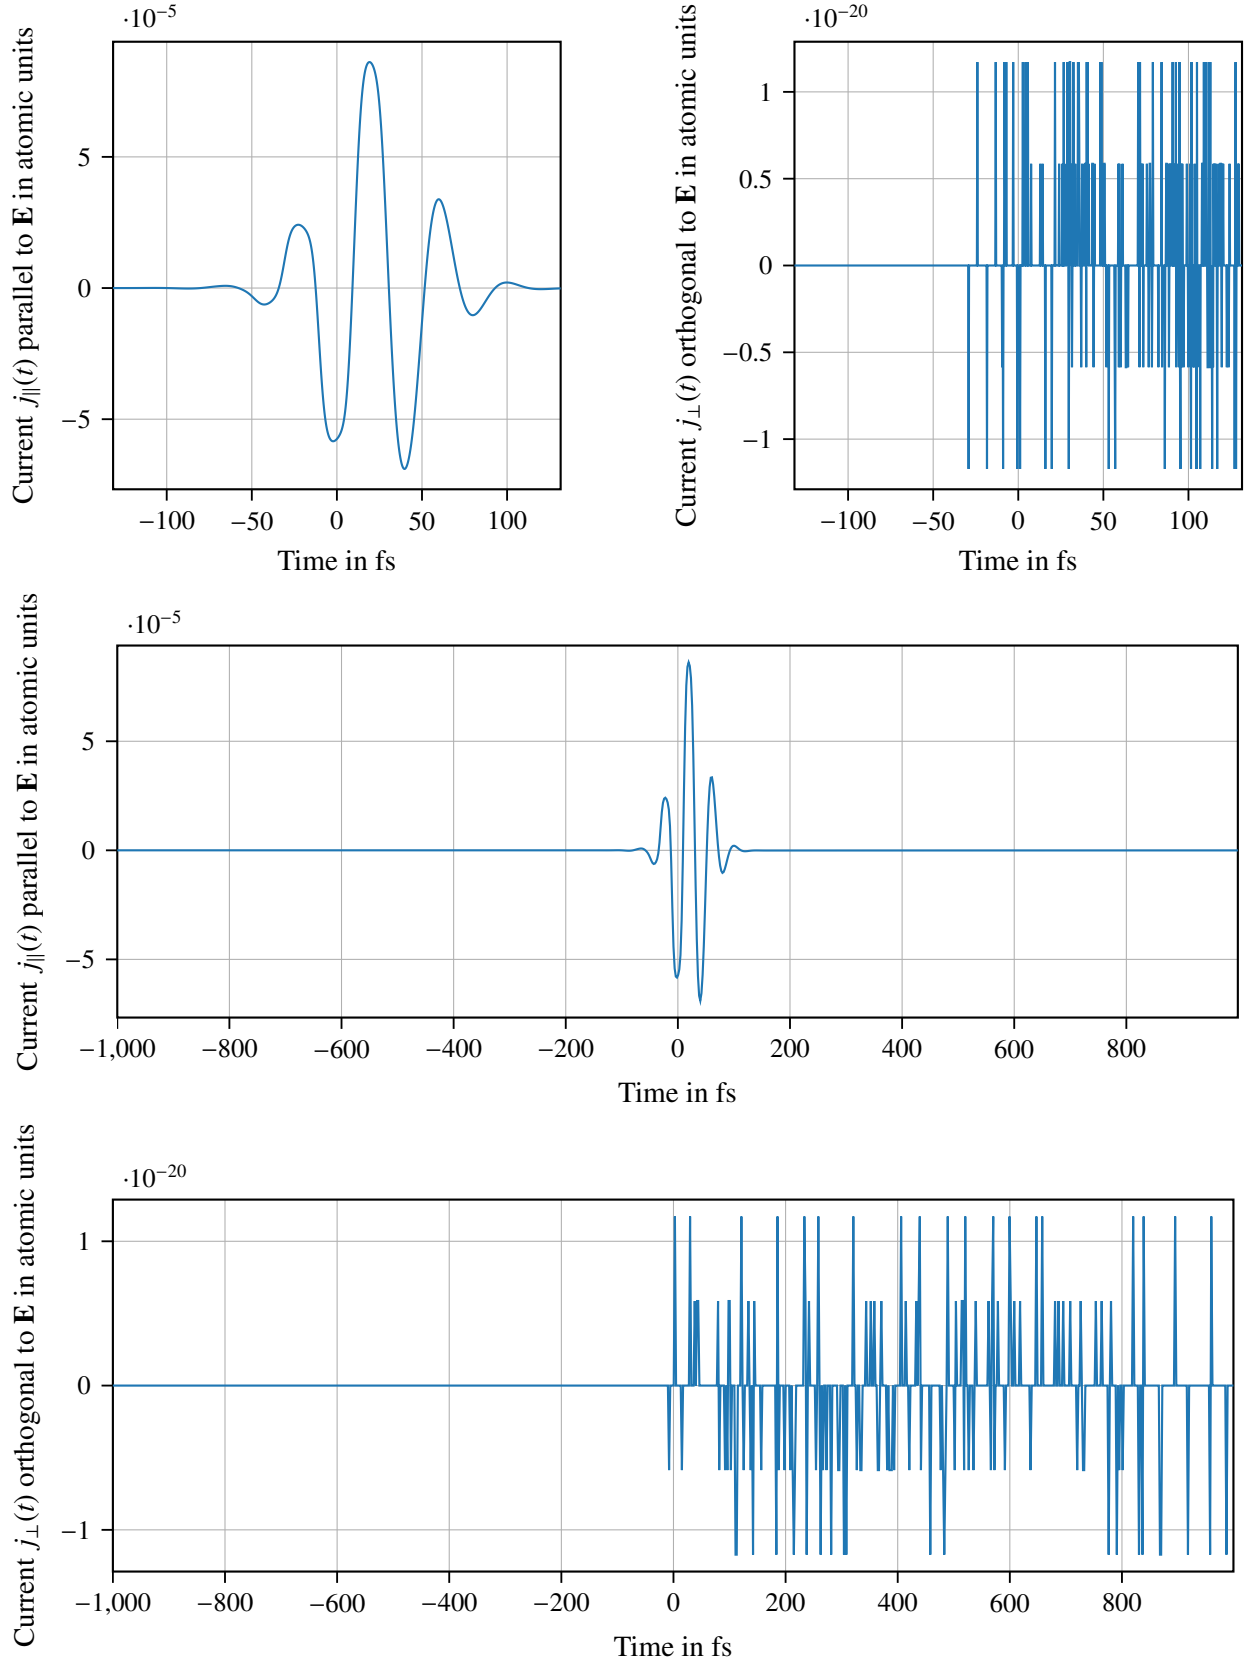 ·10⁻⁵
Current j∥(t) parallel to E in atomic units
5
0
−5
−100 −50 0 50 100
Time in fs
·10⁻²⁰
Current j⊥(t) orthogonal to E in atomic units
1
0.5
0
−0.5
−1
−100 −50 0 50 100
Time in fs
·10⁻⁵
Current j∥(t) parallel to E in atomic units
5
0
−5
−1,000 −800 −600 −400 −200 0 200 400 600 800
Time in fs
·10⁻²⁰
Current j⊥(t) orthogonal to E in atomic units
1
0
−1
−1,000 −800 −600 −400 −200 0 200 400 600 800
Time in fs